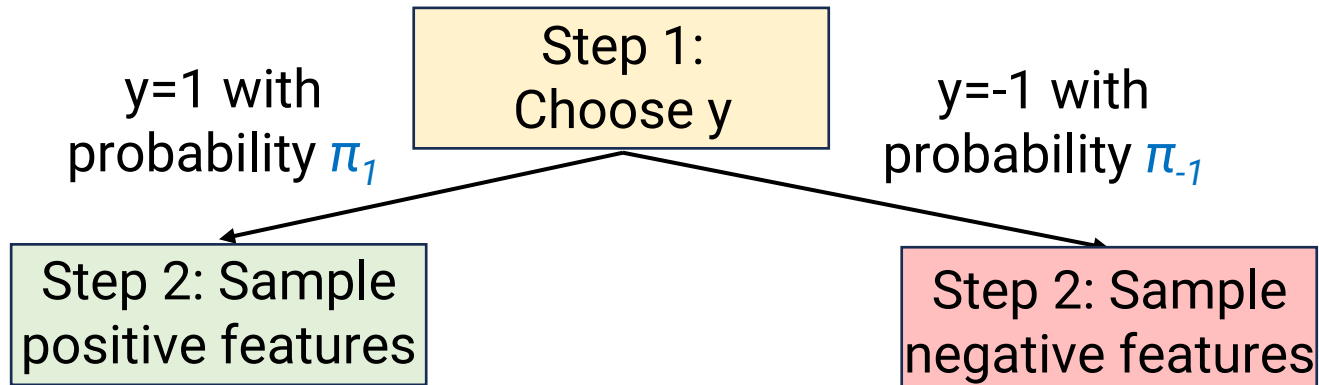 Step 1:
Choose y
y=1 with
probability π₁
y=-1 with
probability π₋₁
Step 2: Sample
positive features
Step 2: Sample
negative features